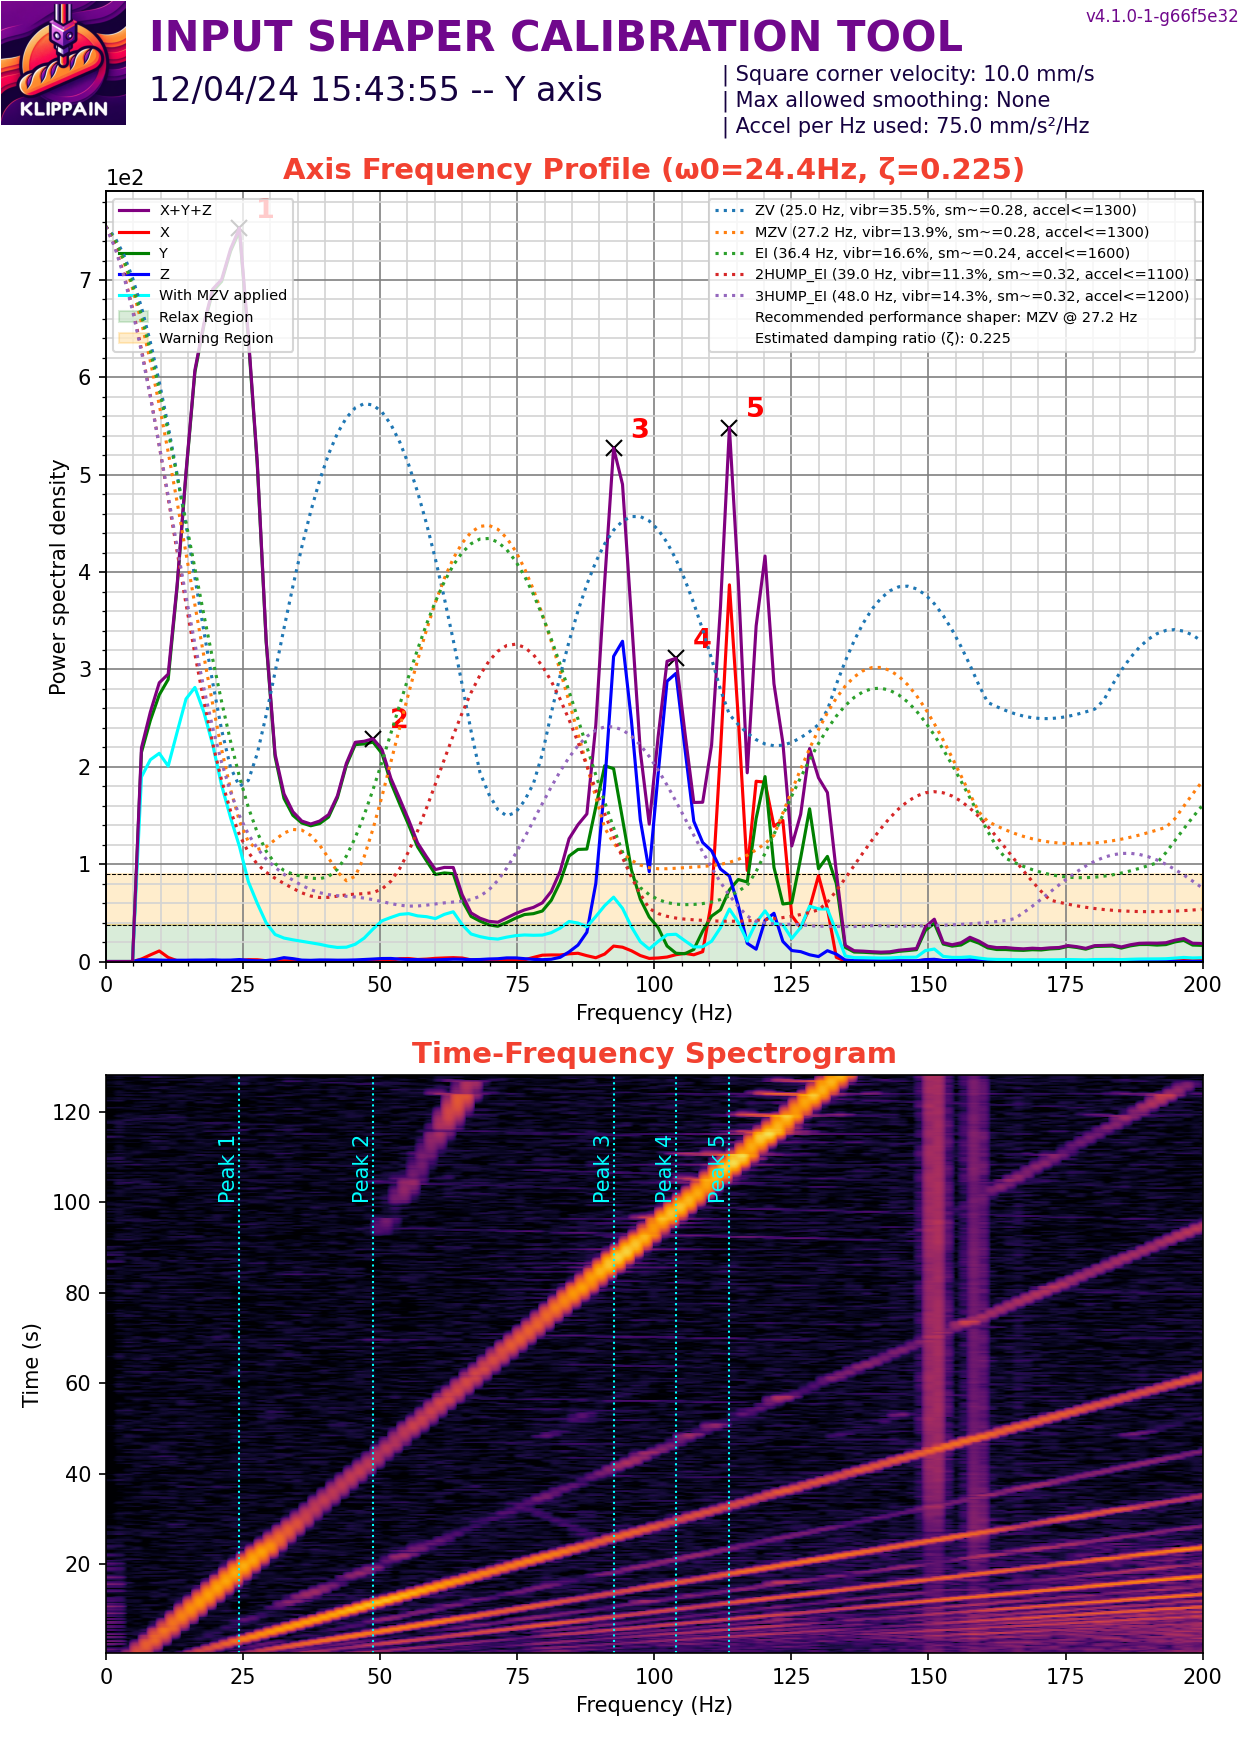 v4.1.0-1-g66f5e32
INPUT SHAPER CALIBRATION TOOL
12/04/24 15:43:55 -- Y axis
| Square corner velocity: 10.0 mm/s
| Max allowed smoothing: None
| Accel per Hz used: 75.0 mm/s²/Hz
KLIPPAIN
Axis Frequency Profile (ω0=24.4Hz, ζ=0.225)
1e2
X+Y+Z
X
Y
Z
With MZV applied
Relax Region
Warning Region
ZV (25.0 Hz, vibr=35.5%, sm~=0.28, accel<=1300)
MZV (27.2 Hz, vibr=13.9%, sm~=0.28, accel<=1300)
EI (36.4 Hz, vibr=16.6%, sm~=0.24, accel<=1600)
2HUMP_EI (39.0 Hz, vibr=11.3%, sm~=0.32, accel<=1100)
3HUMP_EI (48.0 Hz, vibr=14.3%, sm~=0.32, accel<=1200)
Recommended performance shaper: MZV @ 27.2 Hz
Estimated damping ratio (ζ): 0.225
1
2
3
4
5
Power spectral density
7
6
5
4
3
2
1
0
0 25 50 75 100 125 150 175 200
Frequency (Hz)
Time-Frequency Spectrogram
Time (s)
120
100
80
60
40
20
Peak 1
Peak 2
Peak 3
Peak 4
Peak 5
0 25 50 75 100 125 150 175 200
Frequency (Hz)